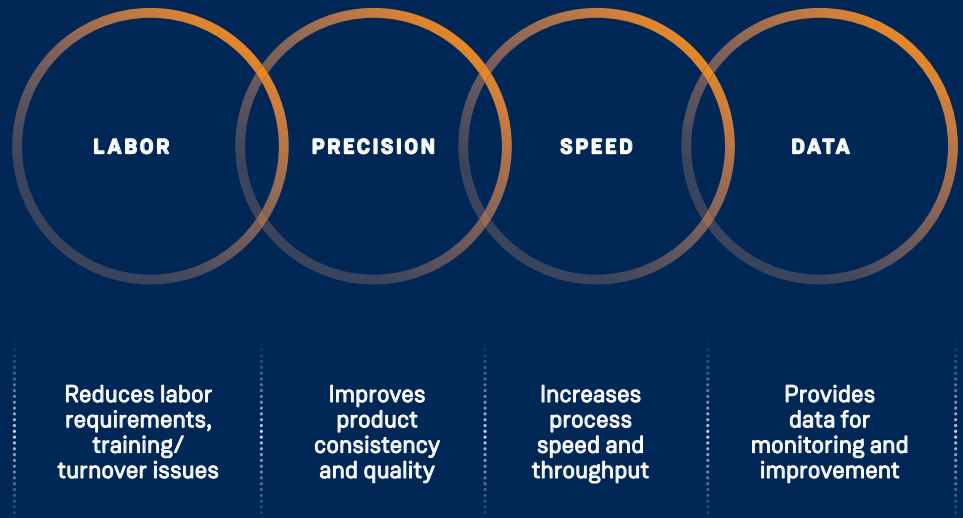 LABOR
PRECISION
SPEED
DATA
Reduces labor
requirements,
training/
turnover issues
Improves
product
consistency
and quality
Increases
process
speed and
throughput
Provides
data for
monitoring and
improvement